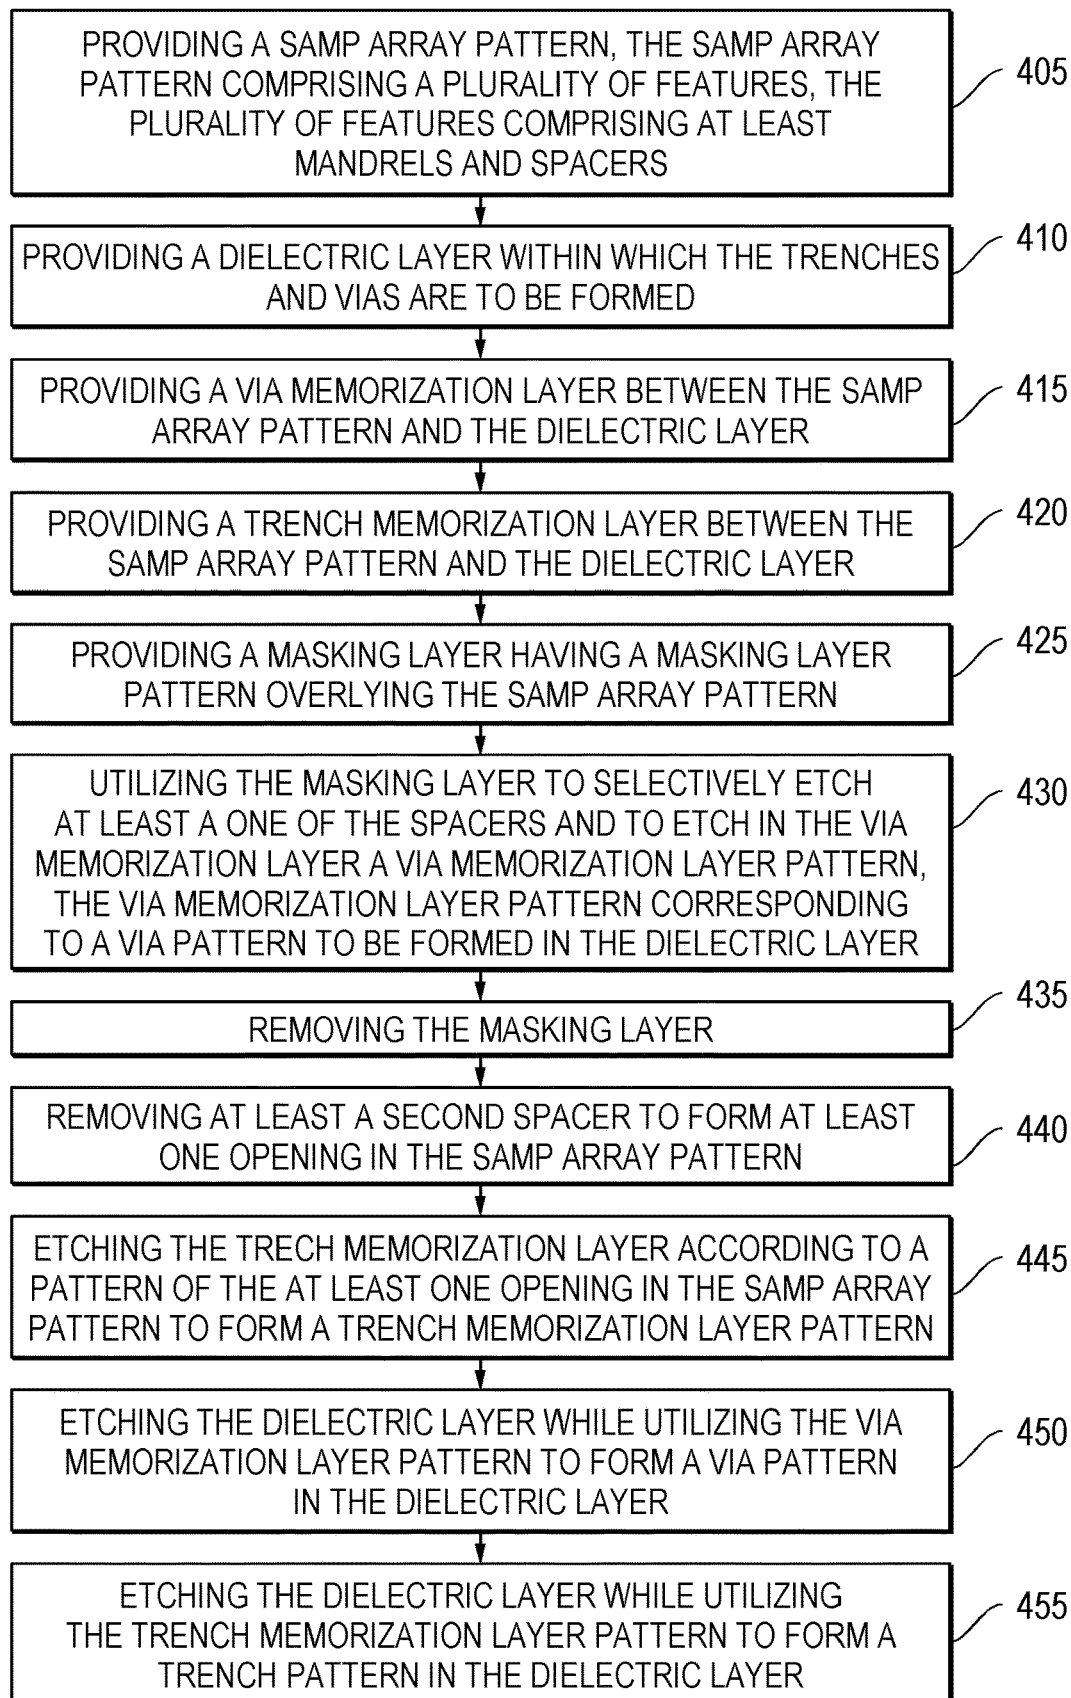 PROVIDING A SAMP ARRAY PATTERN, THE SAMP ARRAY
PATTERN COMPRISING A PLURALITY OF FEATURES, THE
PLURALITY OF FEATURES COMPRISING AT LEAST
MANDRELS AND SPACERS
405
PROVIDING A DIELECTRIC LAYER WITHIN WHICH THE TRENCHES
AND VIAS ARE TO BE FORMED
410
PROVIDING A VIA MEMORIZATION LAYER BETWEEN THE SAMP
ARRAY PATTERN AND THE DIELECTRIC LAYER
415
PROVIDING A TRENCH MEMORIZATION LAYER BETWEEN THE
SAMP ARRAY PATTERN AND THE DIELECTRIC LAYER
420
PROVIDING A MASKING LAYER HAVING A MASKING LAYER
PATTERN OVERLYING THE SAMP ARRAY PATTERN
425
UTILIZING THE MASKING LAYER TO SELECTIVELY ETCH
AT LEAST A ONE OF THE SPACERS AND TO ETCH IN THE VIA
MEMORIZATION LAYER A VIA MEMORIZATION LAYER PATTERN,
THE VIA MEMORIZATION LAYER PATTERN CORRESPONDING
TO A VIA PATTERN TO BE FORMED IN THE DIELECTRIC LAYER
430
REMOVING THE MASKING LAYER
435
REMOVING AT LEAST A SECOND SPACER TO FORM AT LEAST
ONE OPENING IN THE SAMP ARRAY PATTERN
440
ETCHING THE TRECH MEMORIZATION LAYER ACCORDING TO A
PATTERN OF THE AT LEAST ONE OPENING IN THE SAMP ARRAY
PATTERN TO FORM A TRENCH MEMORIZATION LAYER PATTERN
445
ETCHING THE DIELECTRIC LAYER WHILE UTILIZING THE VIA
MEMORIZATION LAYER PATTERN TO FORM A VIA PATTERN
IN THE DIELECTRIC LAYER
450
ETCHING THE DIELECTRIC LAYER WHILE UTILIZING
THE TRENCH MEMORIZATION LAYER PATTERN TO FORM A
TRENCH PATTERN IN THE DIELECTRIC LAYER
455